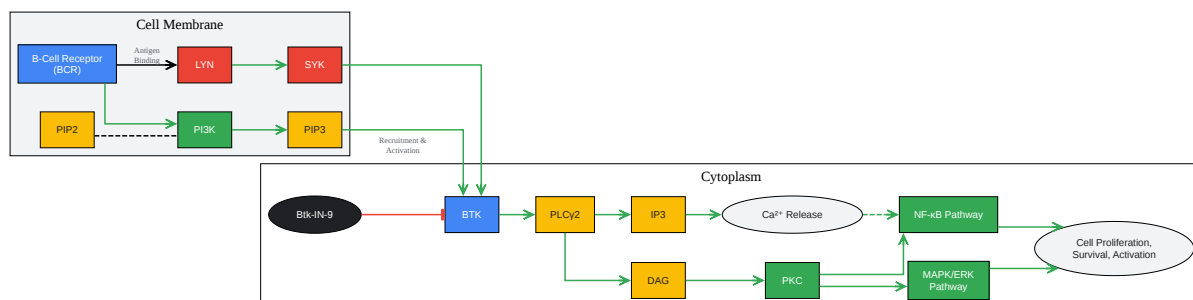 Cell Membrane
B-Cell Receptor
(BCR)
Antigen
Binding
LYN
SYK
PIP2
PI3K
PIP3
Recruitment &
Activation
Cytoplasm
Btk-IN-9
BTK
PLCγ2
IP3
Ca²⁺ Release
NF-κB Pathway
Cell Proliferation,
Survival, Activation
DAG
PKC
MAPK/ERK
Pathway